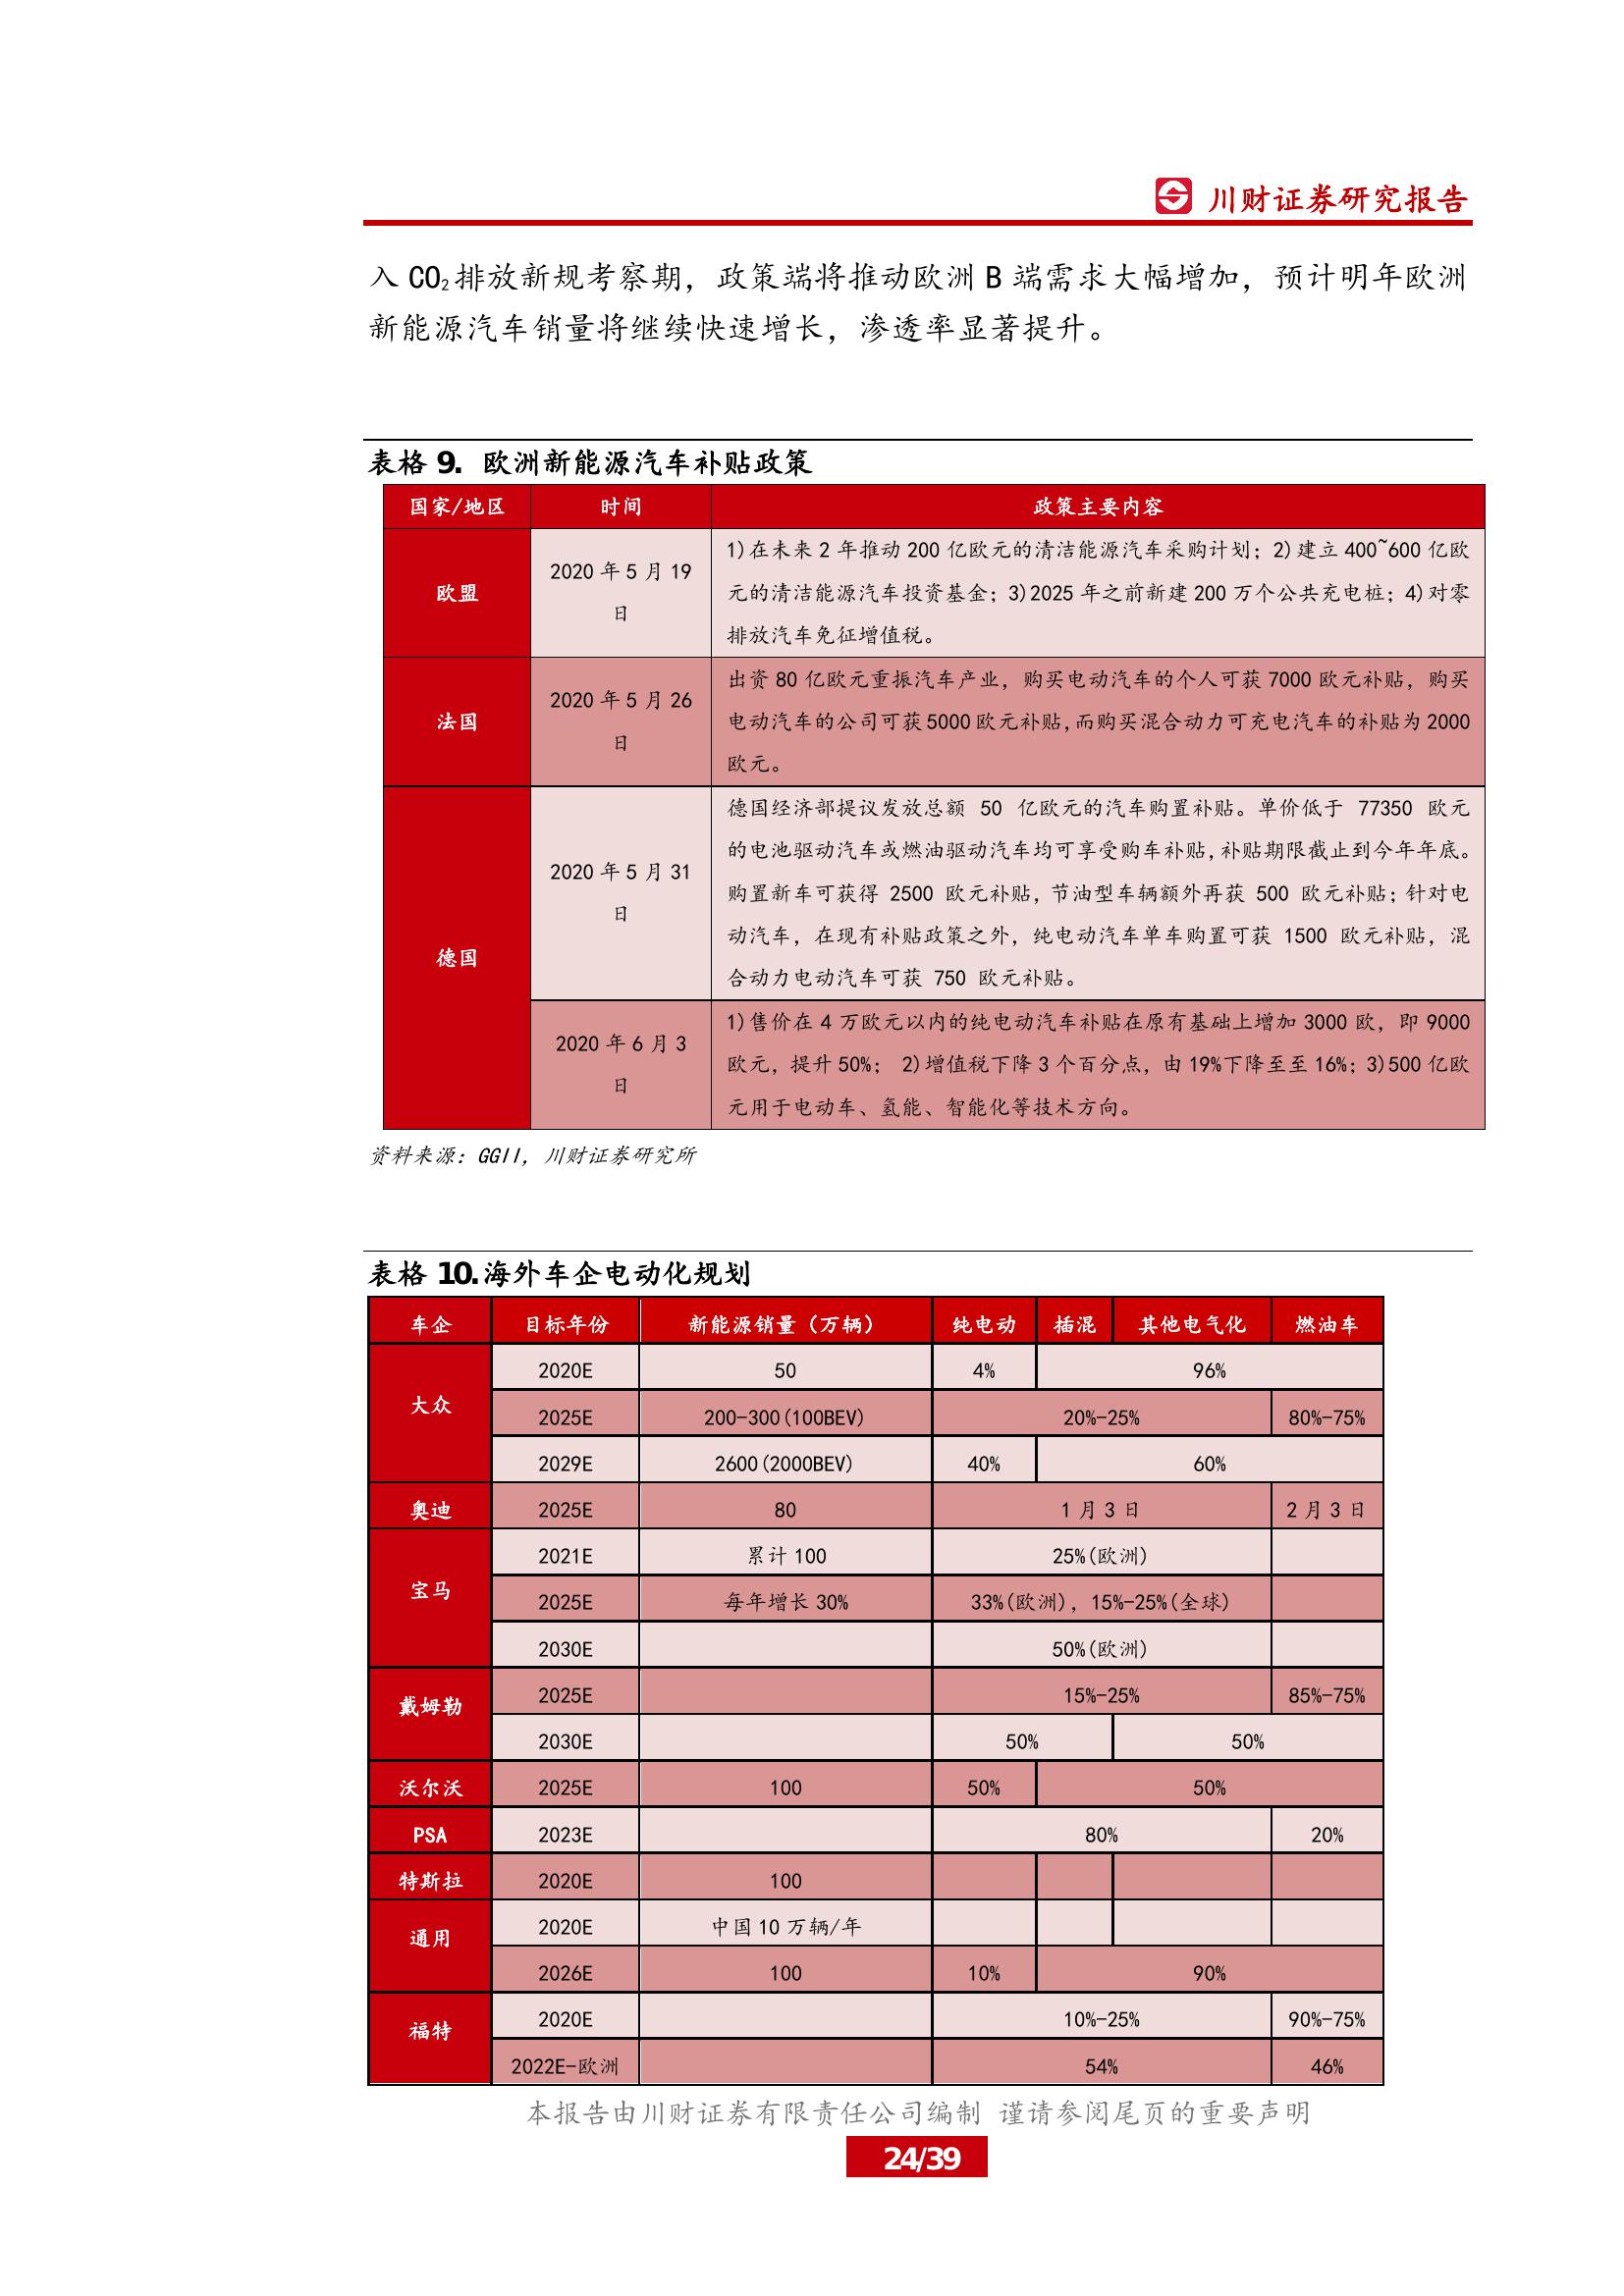 川财证券研究报告
入 CO₂排放新规考察期，政策端将推动欧洲 B 端需求大幅增加，预计明年欧洲
新能源汽车销量将继续快速增长，渗透率显著提升。
表格 9. 欧洲新能源汽车补贴政策
国家/地区 时间 政策主要内容
欧盟
2020 年 5 月 19
日
1)在未来 2 年推动 200 亿欧元的清洁能源汽车采购计划；2)建立 400~600 亿欧
元的清洁能源汽车投资基金；3)2025 年之前新建 200 万个公共充电桩；4)对零
排放汽车免征增值税。
法国
2020 年 5 月 26
日
出资 80 亿欧元重振汽车产业，购买电动汽车的个人可获 7000 欧元补贴，购买
电动汽车的公司可获 5000 欧元补贴,而购买混合动力可充电汽车的补贴为 2000
欧元。
德国
2020 年 5 月 31
日
德国经济部提议发放总额 50 亿欧元的汽车购置补贴。单价低于 77350 欧元
的电池驱动汽车或燃油驱动汽车均可享受购车补贴,补贴期限截止到今年年底。
购置新车可获得 2500 欧元补贴，节油型车辆额外再获 500 欧元补贴；针对电
动汽车，在现有补贴政策之外，纯电动汽车单车购置可获 1500 欧元补贴，混
合动力电动汽车可获 750 欧元补贴。
2020 年 6 月 3
日
1)售价在 4 万欧元以内的纯电动汽车补贴在原有基础上增加 3000 欧，即 9000
欧元，提升 50%； 2)增值税下降 3 个百分点，由 19%下降至至 16%；3)500 亿欧
元用于电动车、氢能、智能化等技术方向。
资料来源：GGII，川财证券研究所
表格 10.海外车企电动化规划
车企 目标年份 新能源销量（万辆） 纯电动 插混 其他电气化 燃油车
大众
2020E 50 4% 96%
2025E 200-300(100BEV) 20%-25% 80%-75%
2029E 2600(2000BEV) 40% 60%
奥迪 2025E 80 1 月 3 日 2 月 3 日
宝马
2021E 累计 100 25%(欧洲)
2025E 每年增长 30% 33%(欧洲)，15%-25%(全球)
2030E 50%(欧洲)
戴姆勒
2025E 15%-25% 85%-75%
2030E 50% 50%
沃尔沃 2025E 100 50% 50%
PSA 2023E 80% 20%
特斯拉 2020E 100
通用
2020E 中国 10 万辆/年
2026E 100 10% 90%
福特
2020E 10%-25% 90%-75%
2022E-欧洲 54% 46%
本报告由川财证券有限责任公司编制 谨请参阅尾页的重要声明
24/39